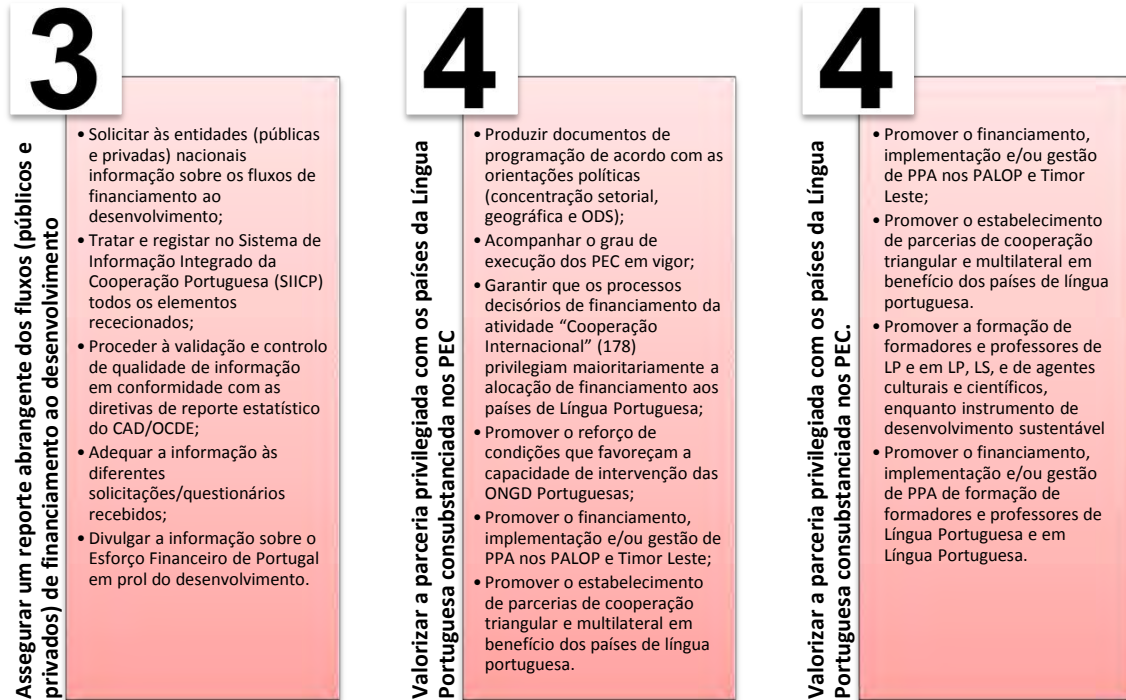 3
Assegurar um reporte abrangente dos fluxos (públicos e
privados) de financiamento ao desenvolvimento
• Solicitar às entidades (públicas
e privadas) nacionais
informação sobre os fluxos de
financiamento ao
desenvolvimento;
• Tratar e registar no Sistema de
Informação Integrado da
Cooperação Portuguesa (SIICP)
todos os elementos
rececionados;
• Proceder à validação e controlo
de qualidade de informação
em conformidade com as
diretivas de reporte estatístico
do CAD/OCDE;
• Adequar a informação às
diferentes
solicitações/questionários
recebidos;
• Divulgar a informação sobre o
Esforço Financeiro de Portugal
em prol do desenvolvimento.
4
Valorizar a parceria privilegiada com os países da Língua
Portuguesa consubstanciada nos PEC
• Produzir documentos de
programação de acordo com as
orientações políticas
(concentração setorial,
geográfica e ODS);
• Acompanhar o grau de
execução dos PEC em vigor;
• Garantir que os processos
decisórios de financiamento da
atividade “Cooperação
Internacional” (178)
privilegiam maioritariamente a
alocação de financiamento aos
países de Língua Portuguesa;
• Promover o reforço de
condições que favoreçam a
capacidade de intervenção das
ONGD Portuguesas;
• Promover o financiamento,
implementação e/ou gestão de
PPA nos PALOP e Timor Leste;
• Promover o estabelecimento
de parcerias de cooperação
triangular e multilateral em
benefício dos países de língua
portuguesa.
4
Valorizar a parceria privilegiada com os países da Língua
Portuguesa consubstanciada nos PEC.
• Promover o financiamento,
implementação e/ou gestão
de PPA nos PALOP e Timor
Leste;
• Promover o estabelecimento
de parcerias de cooperação
triangular e multilateral em
benefício dos países de língua
portuguesa.
• Promover a formação de
formadores e professores de
LP e em LP, LS, e de agentes
culturais e científicos,
enquanto instrumento de
desenvolvimento sustentável
• Promover o financiamento,
implementação e/ou gestão
de PPA de formação de
formadores e professores de
Língua Portuguesa e em
Língua Portuguesa.